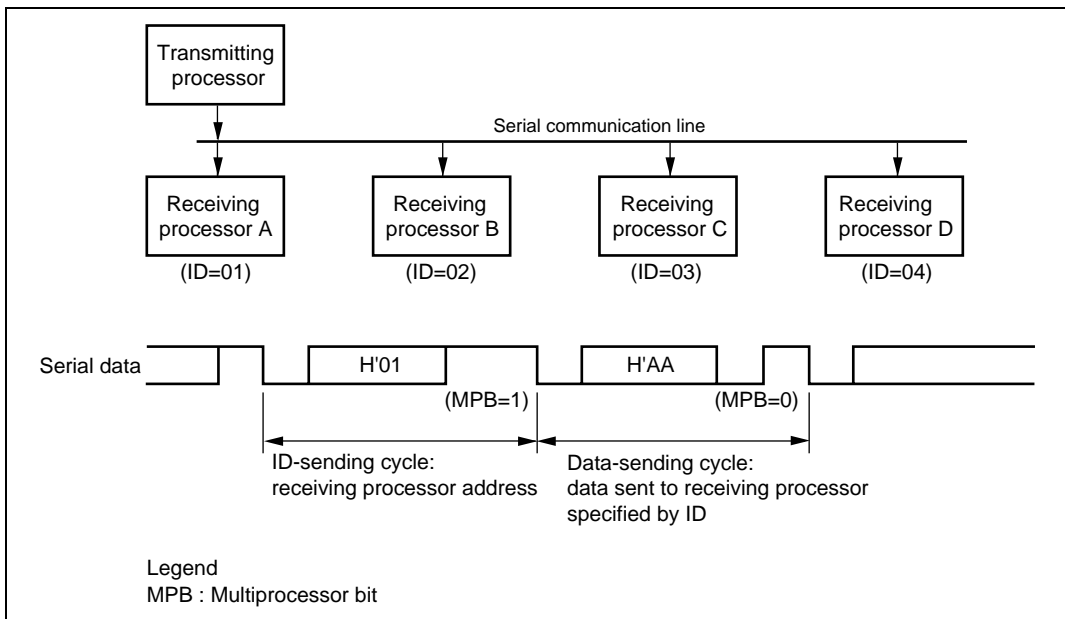 Transmitting
processor
Serial communication line
Receiving
processor A
Receiving
processor B
Receiving
processor C
Receiving
processor D
(ID=01)
(ID=02)
(ID=03)
(ID=04)
Serial data
H'01
H'AA
(MPB=1)
(MPB=0)
ID-sending cycle:
receiving processor address
Data-sending cycle:
data sent to receiving processor
specified by ID
Legend
MPB : Multiprocessor bit